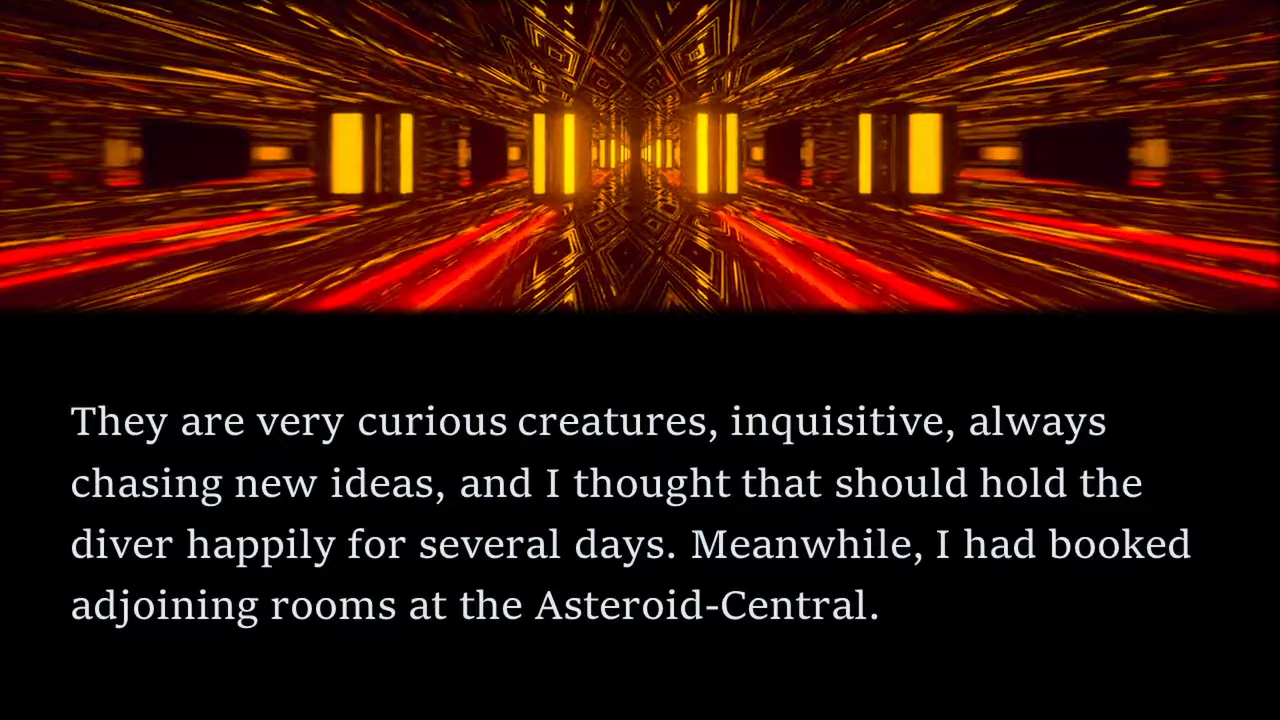 They are very curious creatures, inquisitive, always
chasing new ideas, and I thought that should hold the
diver happily for several days. Meanwhile, I had booked
adjoining rooms at the Asteroid-Central.